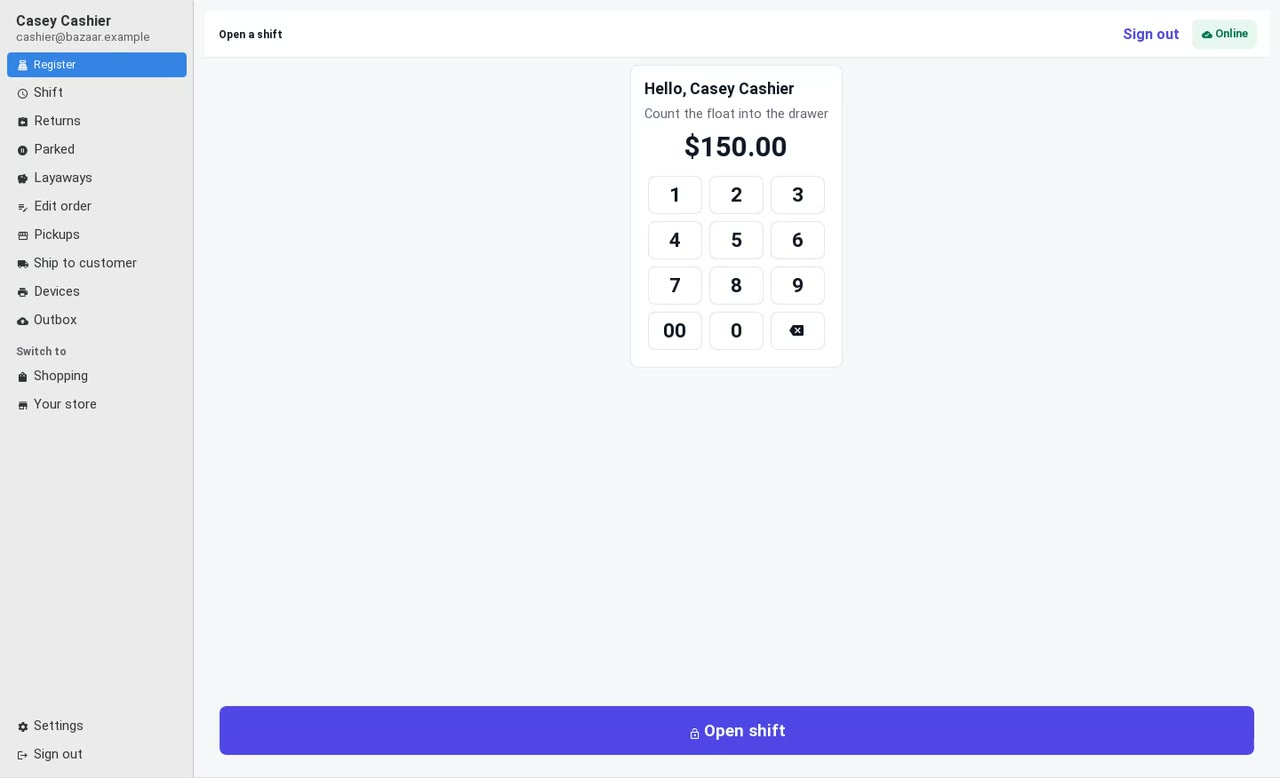 Casey Cashier
cashier@bazaar.example
Register
Shift
Returns
Parked
Layaways
Edit order
Pickups
Ship to customer
Devices
Outbox
Switch to
Shopping
Your store
Settings
Sign out
Open a shift
Sign out
Online
Hello, Casey Cashier
Count the float into the drawer
$150.00
1 2 3
4 5 6
7 8 9
00 0
Open shift